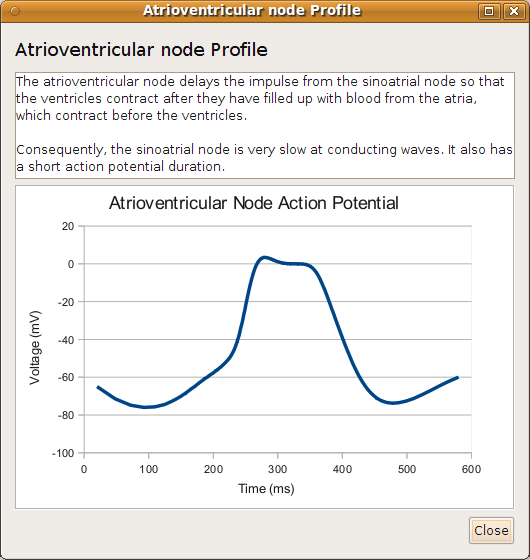 Atrioventricular node Profile
Atrioventricular node Profile
The atrioventricular node delays the impulse from the sinoatrial node so that
the ventricles contract after they have filled up with blood from the atria,
which contract before the ventricles.
Consequently, the sinoatrial node is very slow at conducting waves. It also has
a short action potential duration.
Atrioventricular Node Action Potential
20
0
-20
-40
-60
-80
-100
Voltage (mV)
0 100 200 300 400 500 600
Time (ms)
Close